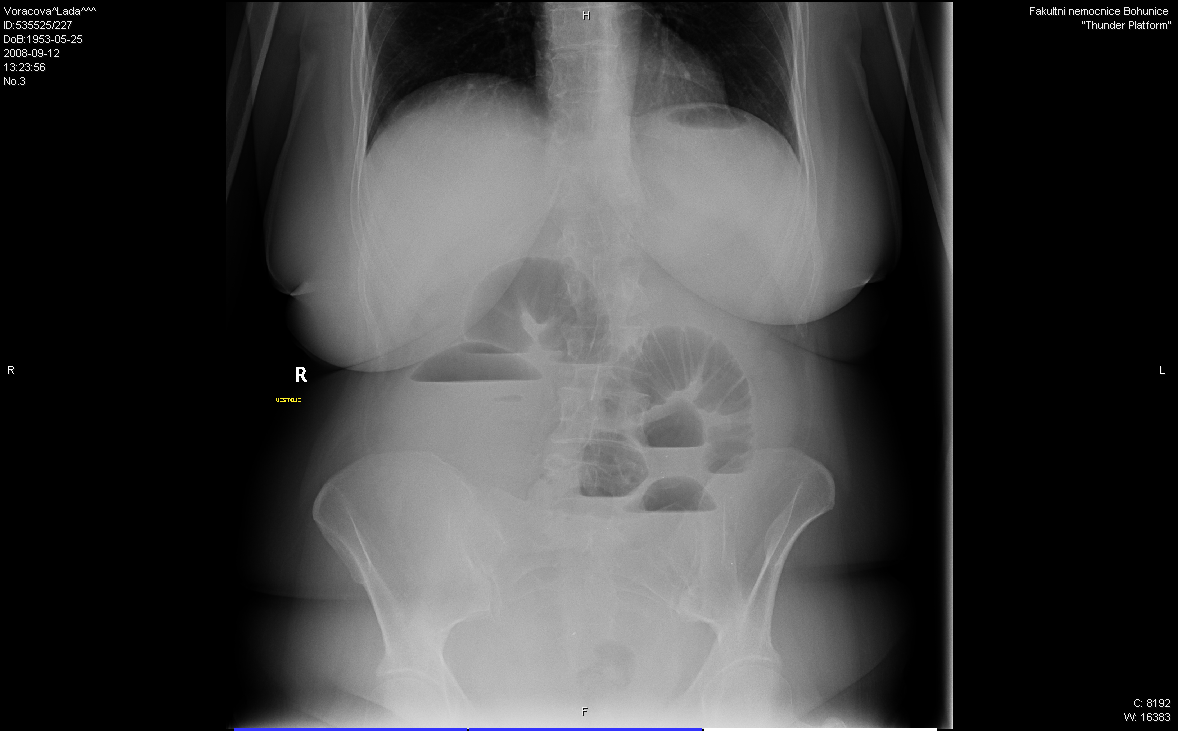 Voracova^Lada^^^
ID:535525/227
DoB:1953-05-25
2008-09-12
13:23:56
No.3
Fakultni nemocnice Bohunice
"Thunder Platform"
H
R
R
L
VESTOJE
F
C: 8192
W: 16383